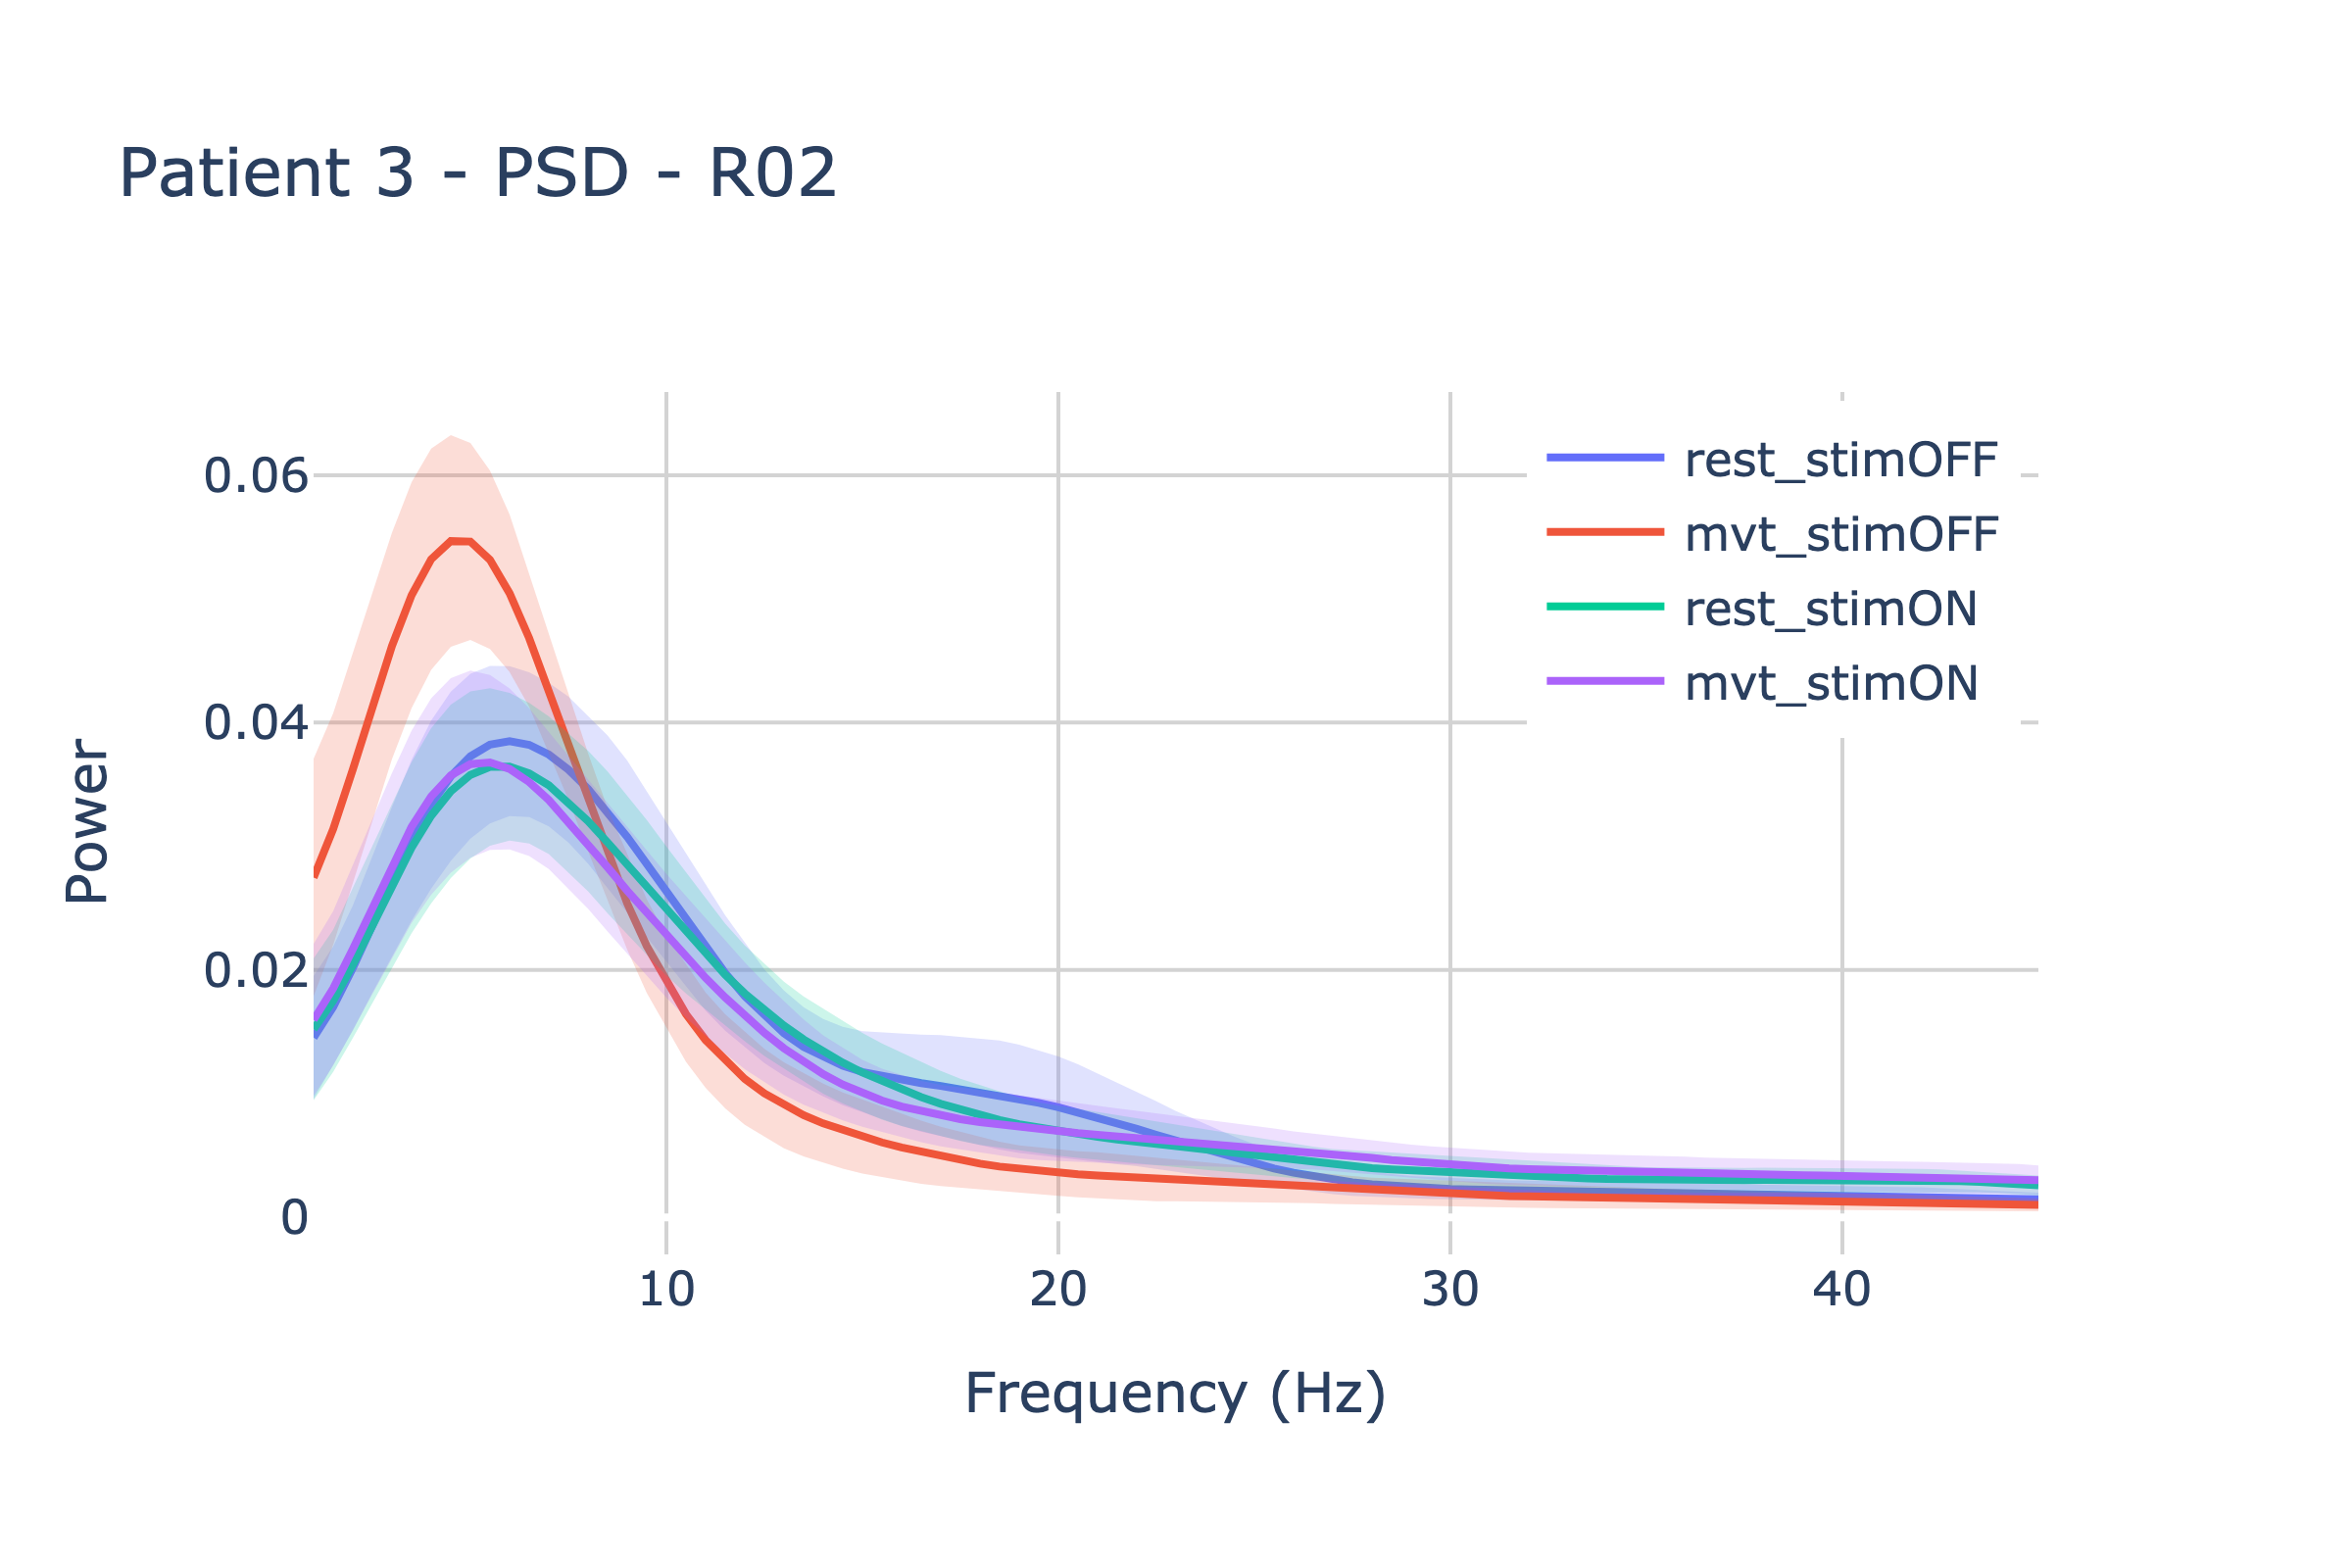 Patient 3 - PSD - R02
rest_stimOFF
mvt_stimOFF
rest_stimON
mvt_stimON
0.06
0.04
0.02
0
Power
10 20 30 40
Frequency (Hz)